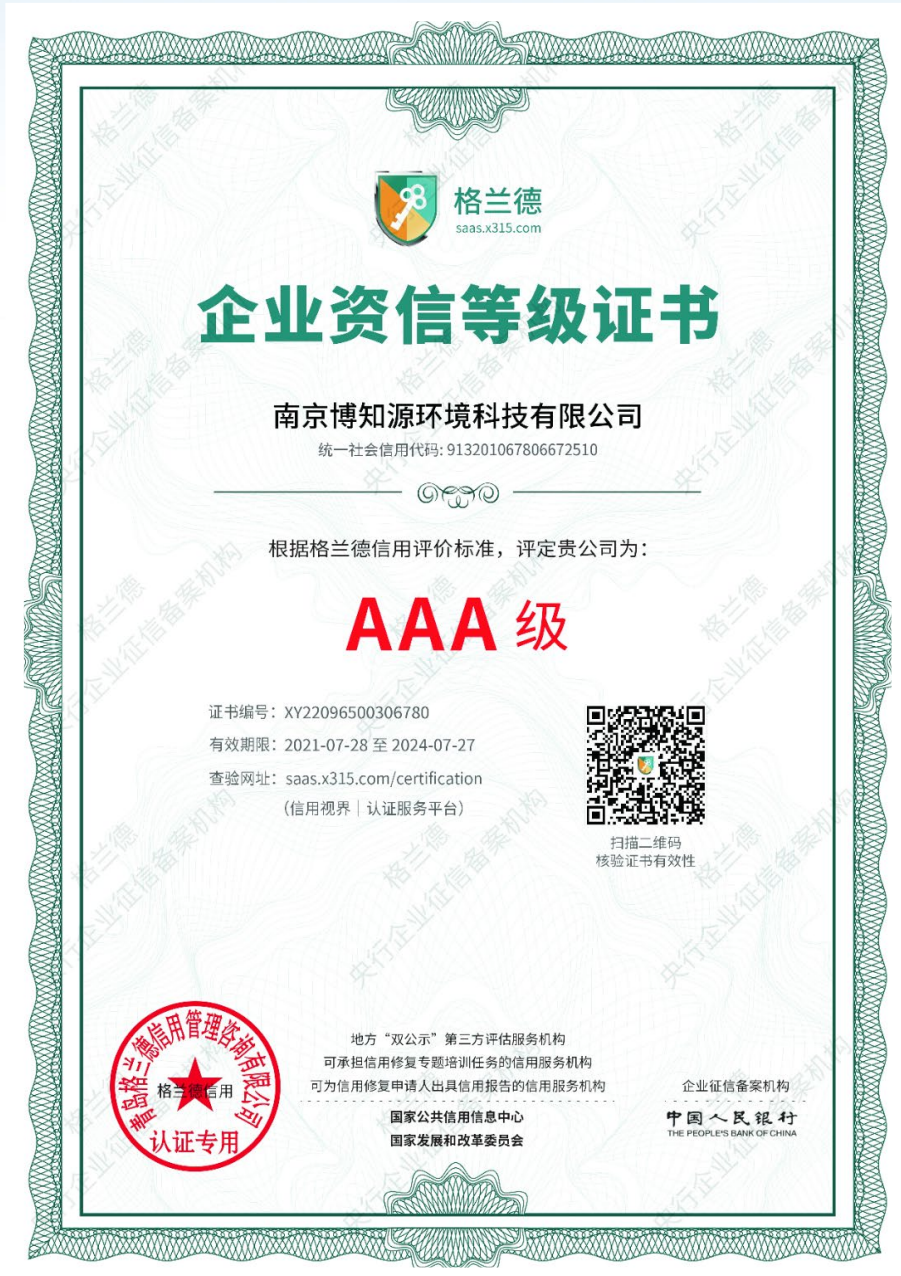 格兰德
saas.x315.com
企业资信等级证书
南京博知源环境科技有限公司
统一社会信用代码: 913201067806672510
根据格兰德信用评价标准，评定贵公司为：
AAA 级
证书编号：XY22096500306780
有效期限：2021-07-28 至 2024-07-27
查验网址：saas.x315.com/certification
（信用视界｜认证服务平台）
扫描二维码
核验证书有效性
青岛格兰德信用管理咨询有限公司
格兰德信用
认证专用
地方“双公示”第三方评估服务机构
可承担信用修复专题培训任务的信用服务机构
可为信用修复申请人出具信用报告的信用服务机构
国家公共信用信息中心
国家发展和改革委员会
企业征信备案机构
中国人民银行
THE PEOPLE'S BANK OF CHINA
格兰德
央行企业征信备案机构